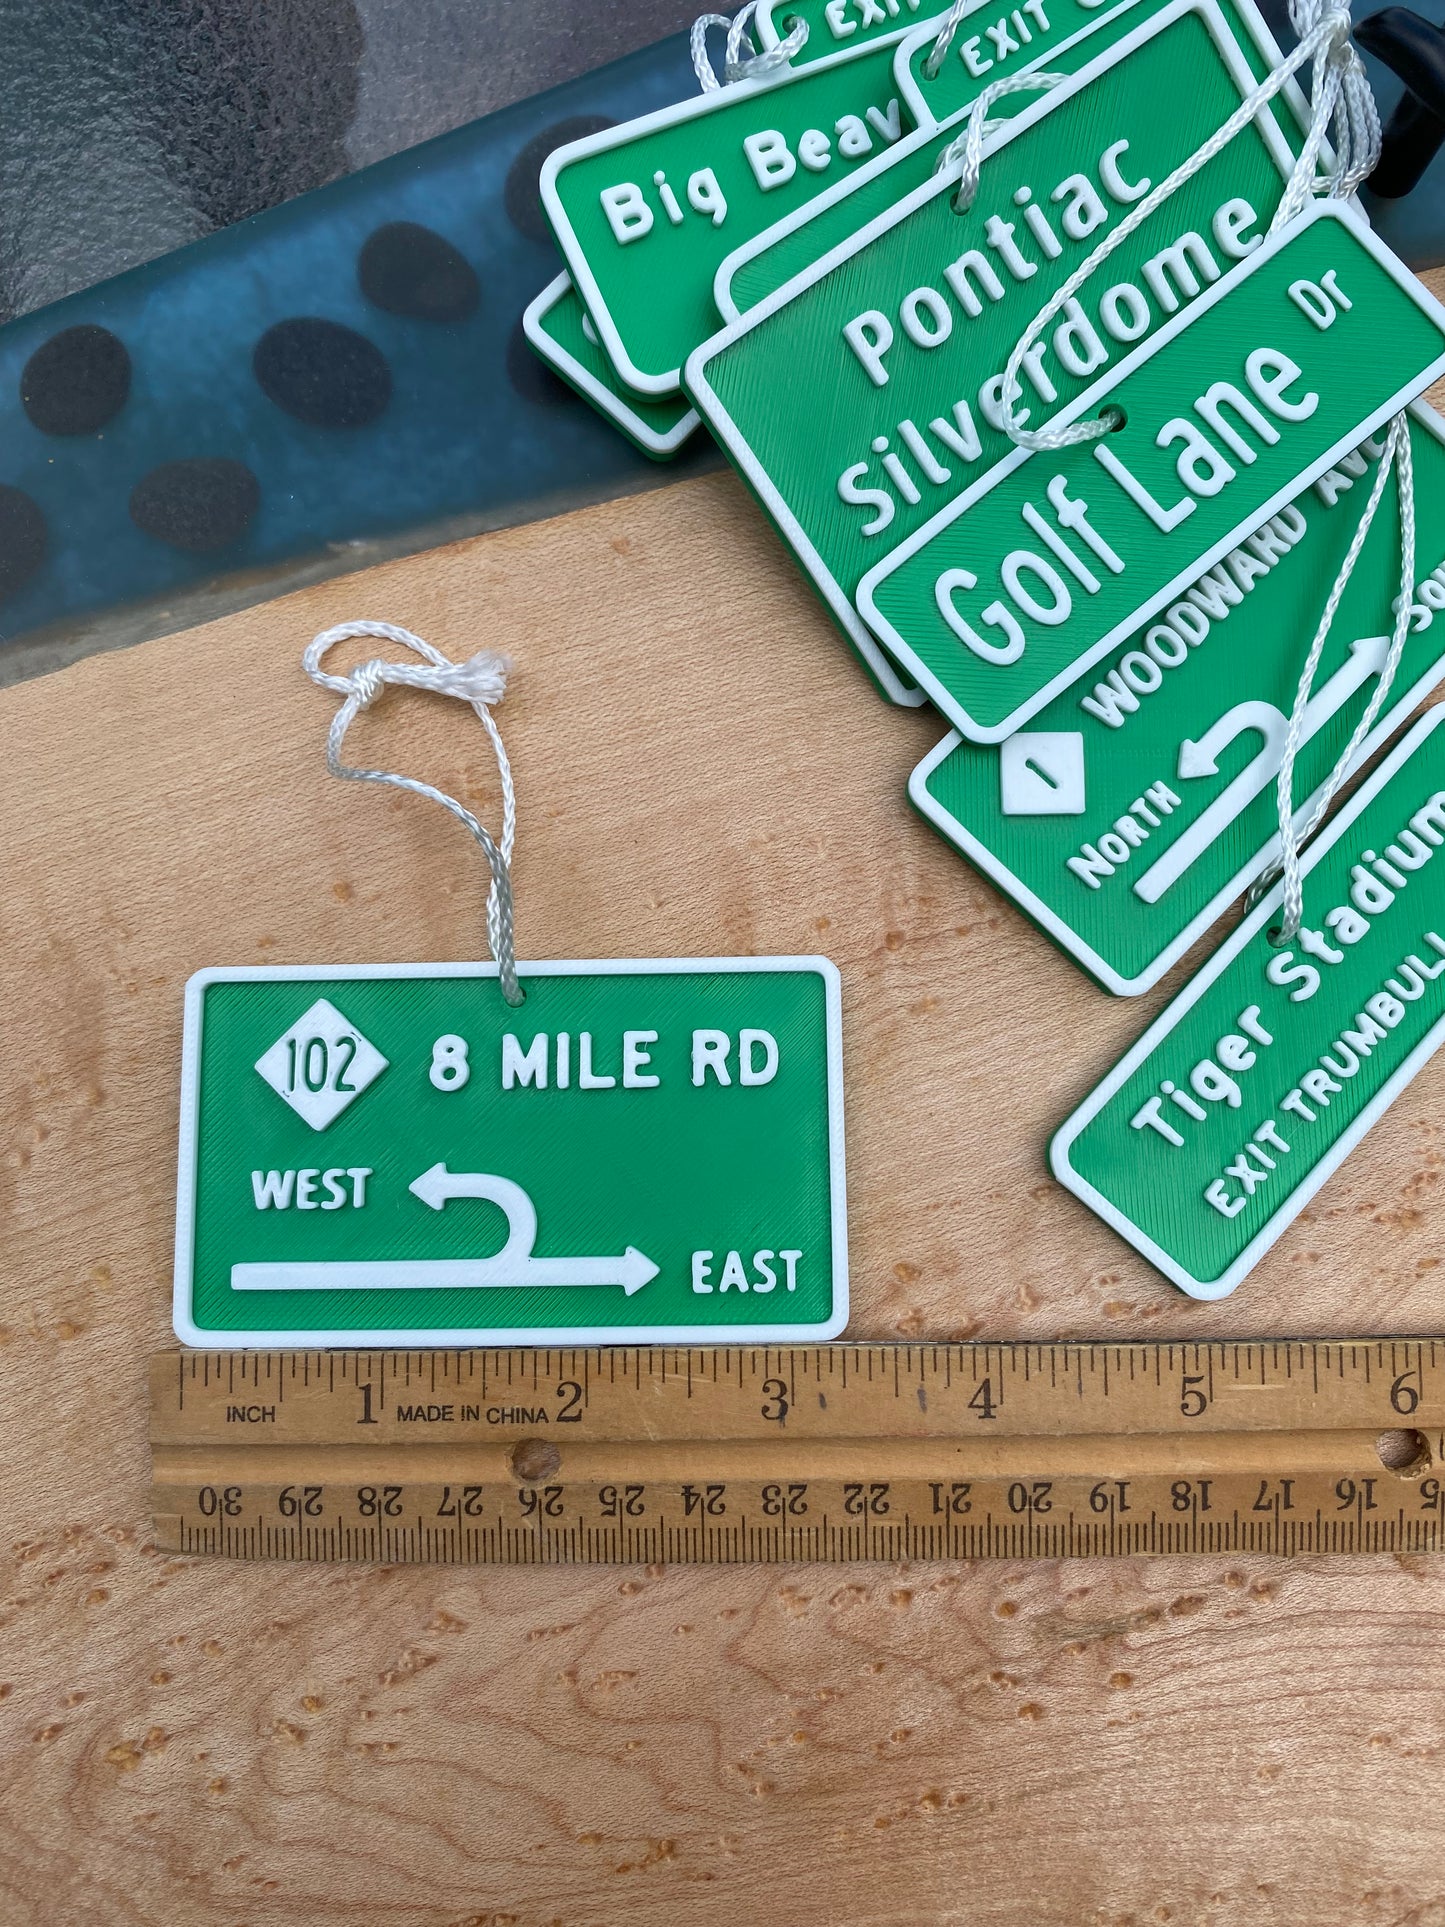 EXIT
EXIT
Big Beav
Pontiac
Silverdome
Golf Lane Dr
WOODWARD Ave
1
NORTH
Tiger Stadium
EXIT TRUMBULL
102 8 MILE RD
WEST
EAST
1 2 3 4 5 6
INCH MADE IN CHINA
30 29 28 27 26 25 24 23 22 21 20 19 18 17 16